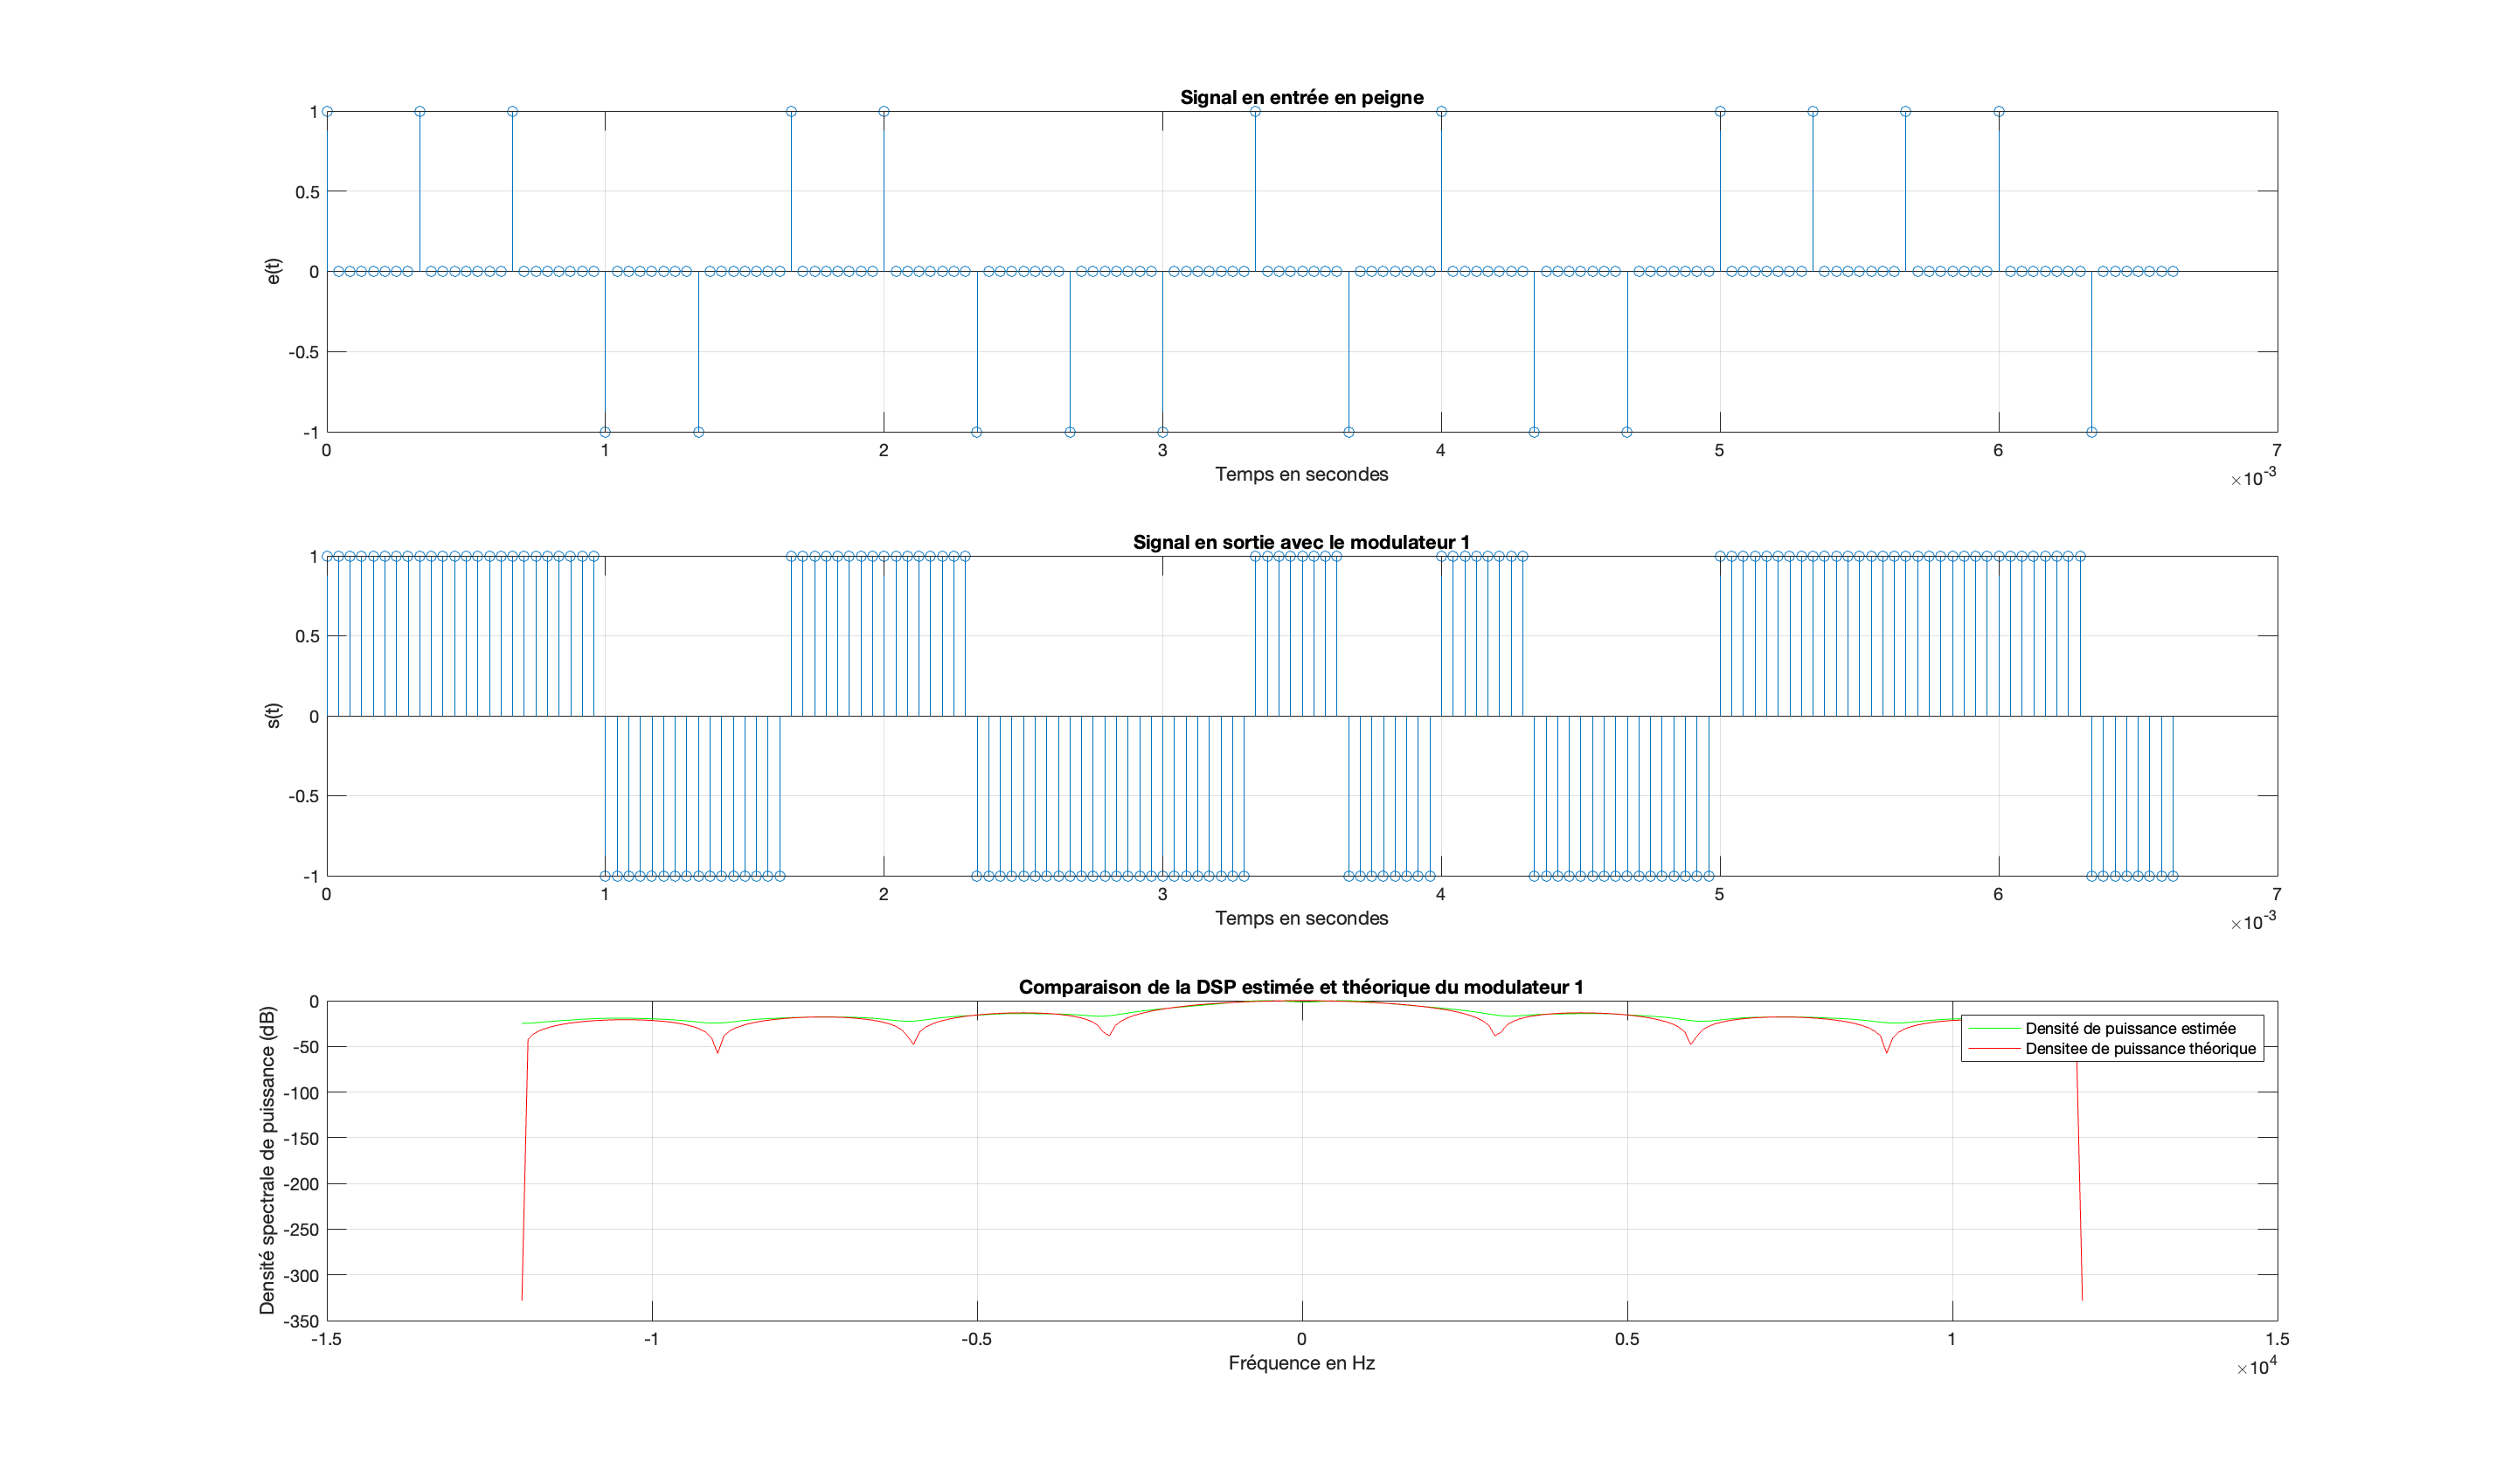 Signal en entrée en peigne
1
0.5
0
-0.5
-1
e(t)
0 1 2 3 4 5 6 7
Temps en secondes
×10-3
Signal en sortie avec le modulateur 1
1
0.5
0
-0.5
-1
s(t)
0 1 2 3 4 5 6 7
Temps en secondes
×10-3
Comparaison de la DSP estimée et théorique du modulateur 1
0
-50
-100
-150
-200
-250
-300
-350
Densité spectrale de puissance (dB)
Densité de puissance estimée
Densitee de puissance théorique
-1.5 -1 -0.5 0 0.5 1 1.5
Fréquence en Hz
×104